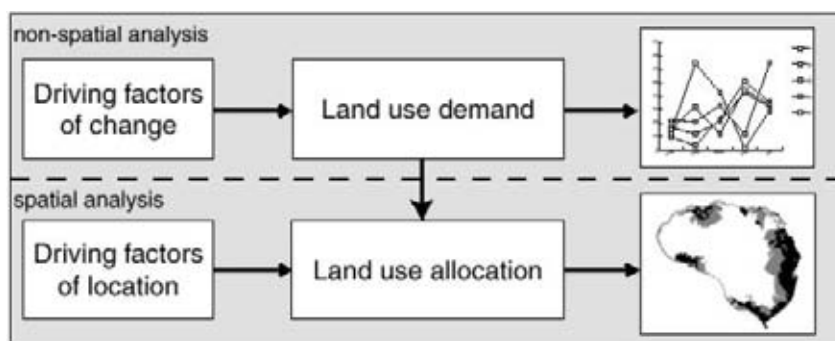 non-spatial analysis
Driving factors
of change
Land use demand
spatial analysis
Driving factors
of location
Land use allocation